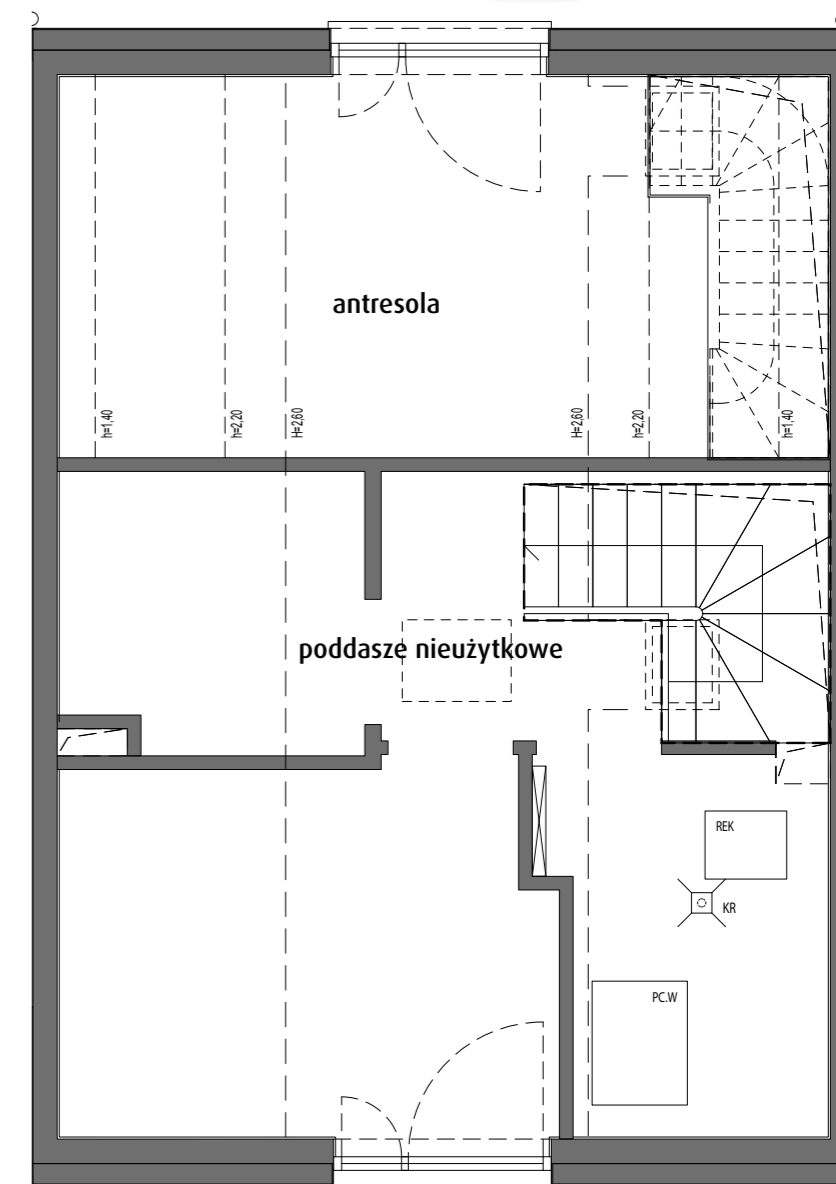 antresola
h=1,40
h=2,20
H=2,60
H=2,60
h=2,20
h=1,40
poddasze nieużytkowe
REK
KR
PC.W